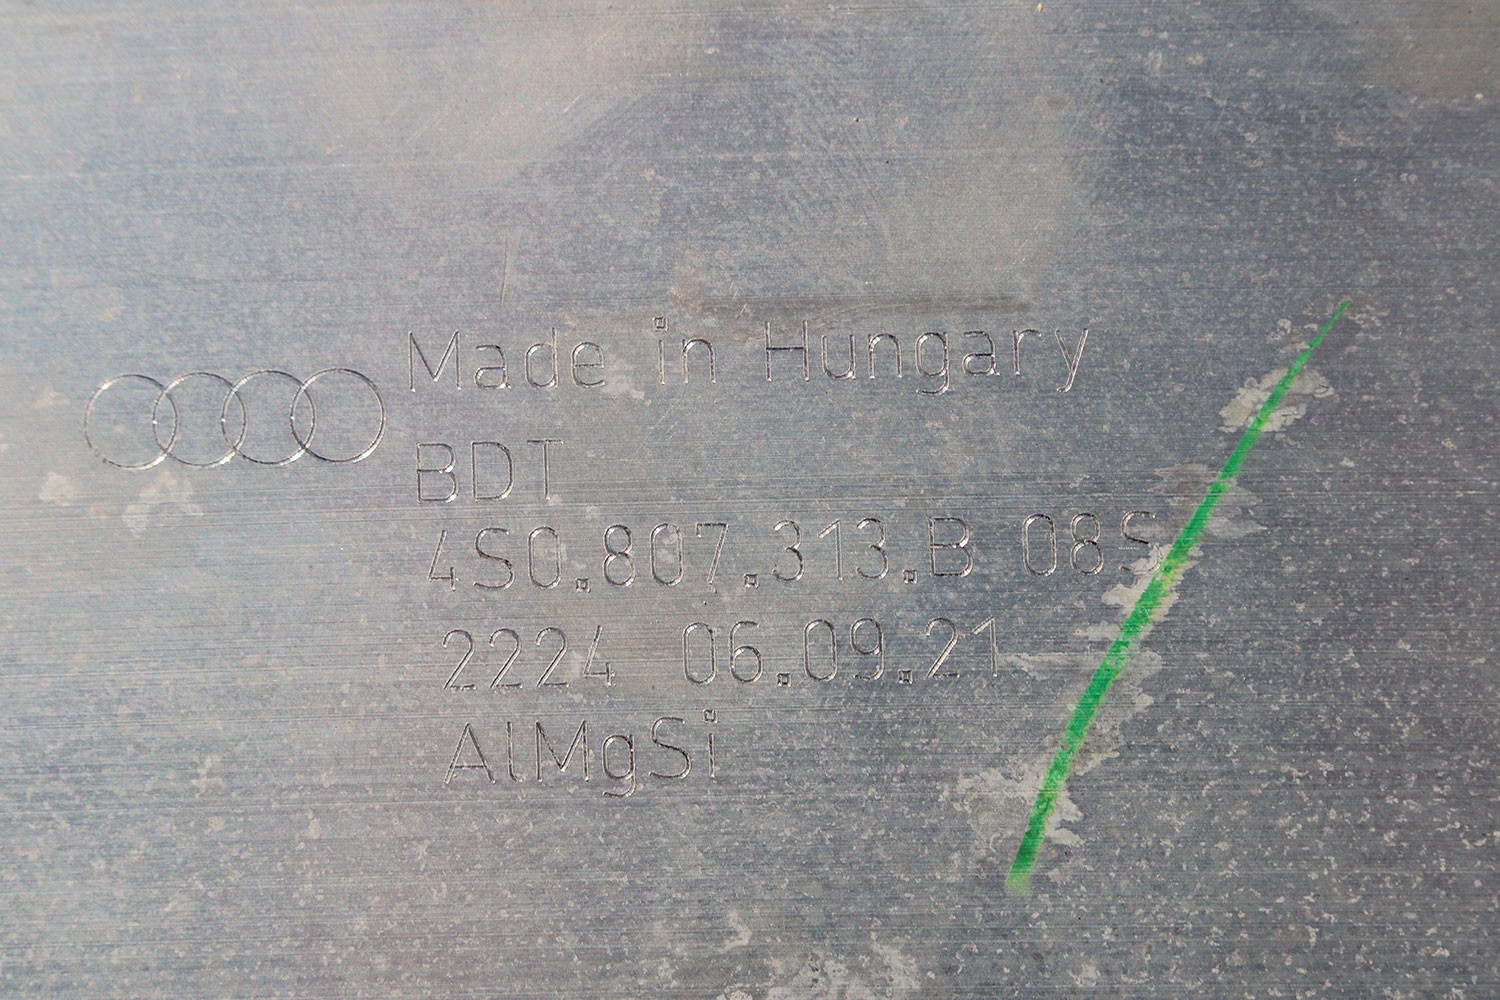 Made in Hungary
BDT
4S0.807.313.B 08S
2224 06.09.21
AlMgSi